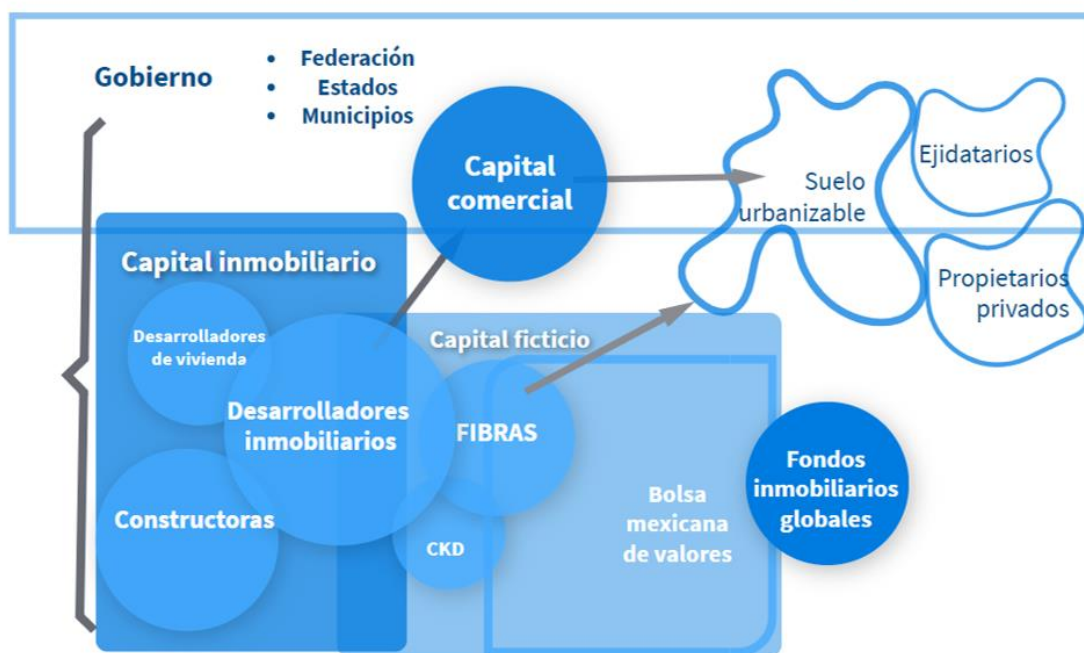 Gobierno
• Federación
• Estados
• Municipios
Capital
comercial
Suelo
urbanizable
Ejidatarios
Propietarios
privados
Capital inmobiliario
Desarrolladores
de vivienda
Desarrolladores
inmobiliarios
Constructoras
Capital ficticio
FIBRAS
CKD
Bolsa
mexicana
de valores
Fondos
inmobiliarios
globales